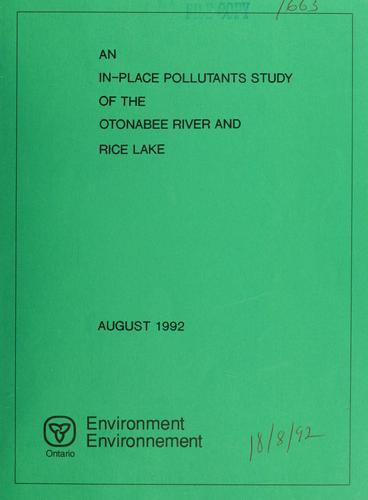 1663
AN
IN-PLACE POLLUTANTS STUDY
OF THE
OTONABEE RIVER AND
RICE LAKE
AUGUST 1992
Environment
Environnement
Ontario
18/8/92